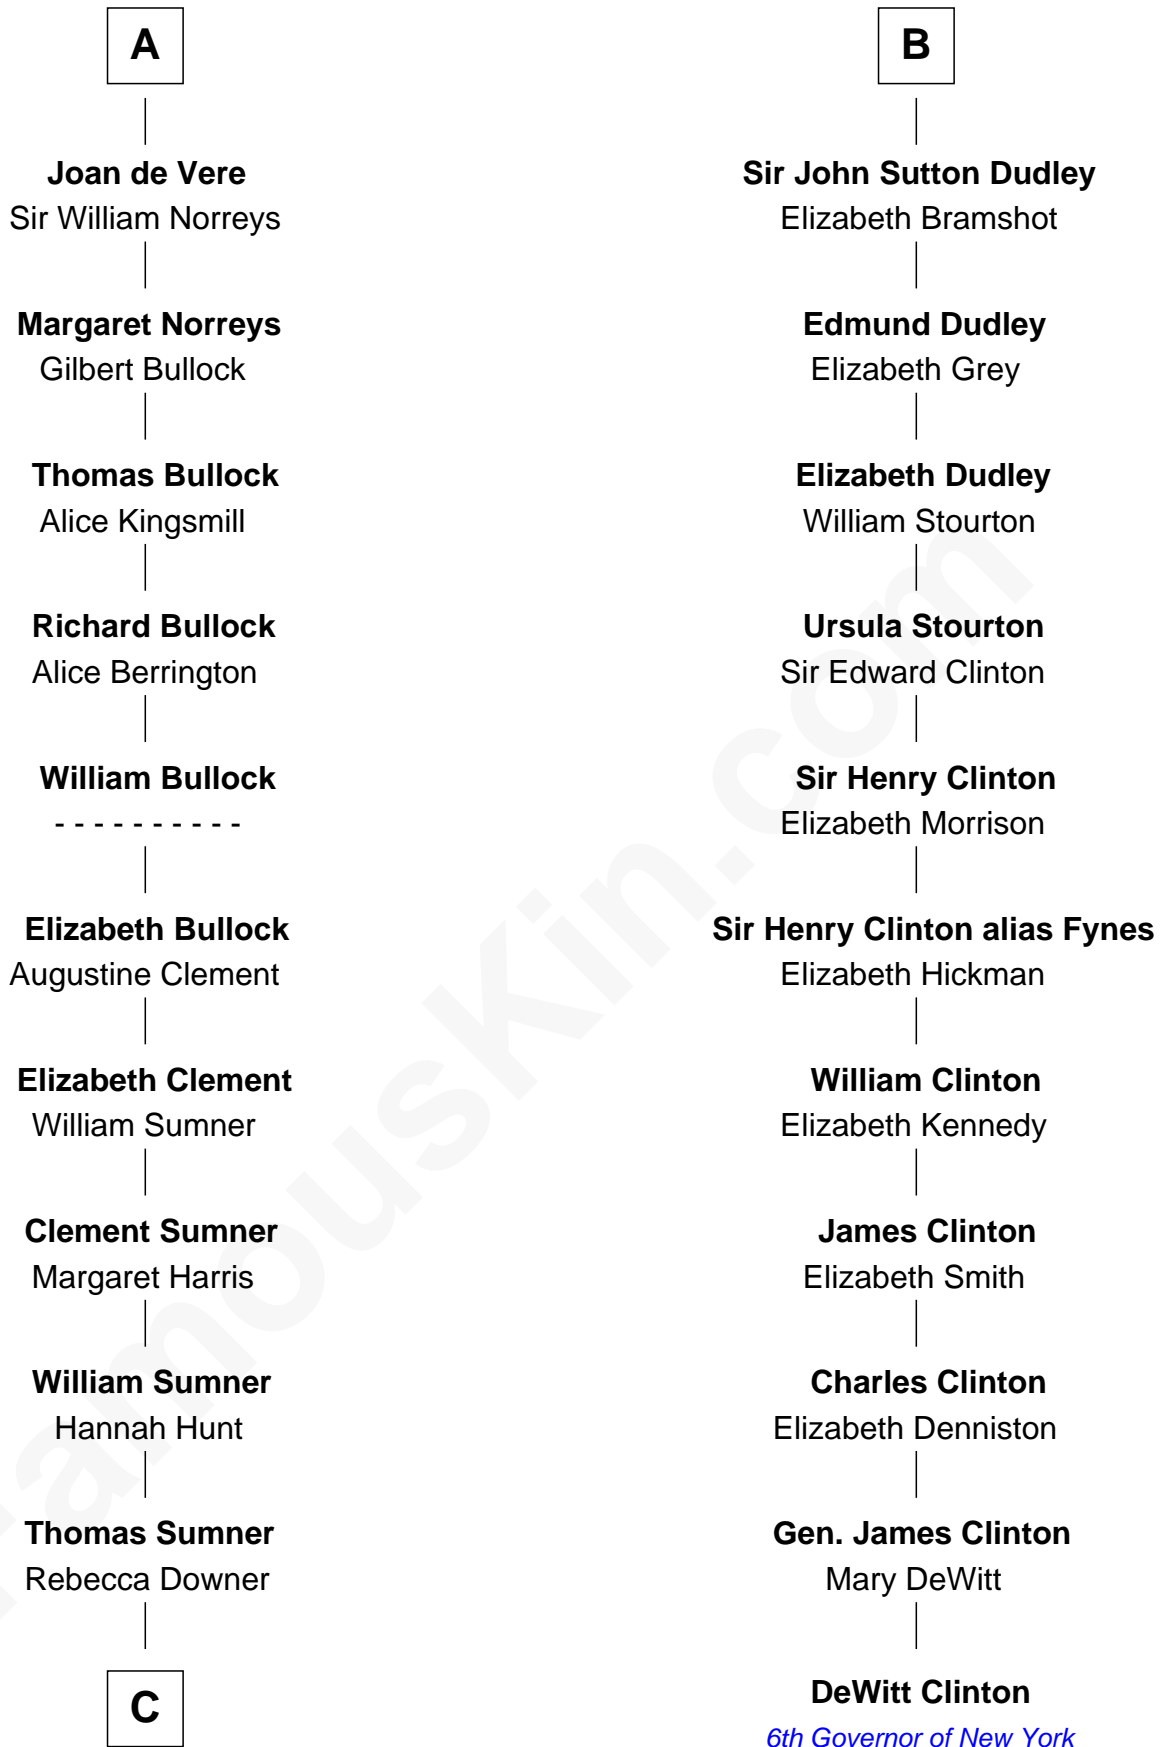 A
Joan de Vere
Sir William Norreys
Margaret Norreys
Gilbert Bullock
Thomas Bullock
Alice Kingsmill
Richard Bullock
Alice Berrington
William Bullock
- - - - - - - - - -
Elizabeth Bullock
Augustine Clement
Elizabeth Clement
William Sumner
Clement Sumner
Margaret Harris
William Sumner
Hannah Hunt
Thomas Sumner
Rebecca Downer
C
B
Sir John Sutton Dudley
Elizabeth Bramshot
Edmund Dudley
Elizabeth Grey
Elizabeth Dudley
William Stourton
Ursula Stourton
Sir Edward Clinton
Sir Henry Clinton
Elizabeth Morrison
Sir Henry Clinton alias Fynes
Elizabeth Hickman
William Clinton
Elizabeth Kennedy
James Clinton
Elizabeth Smith
Charles Clinton
Elizabeth Denniston
Gen. James Clinton
Mary DeWitt
DeWitt Clinton
6th Governor of New York
FamousKin.com